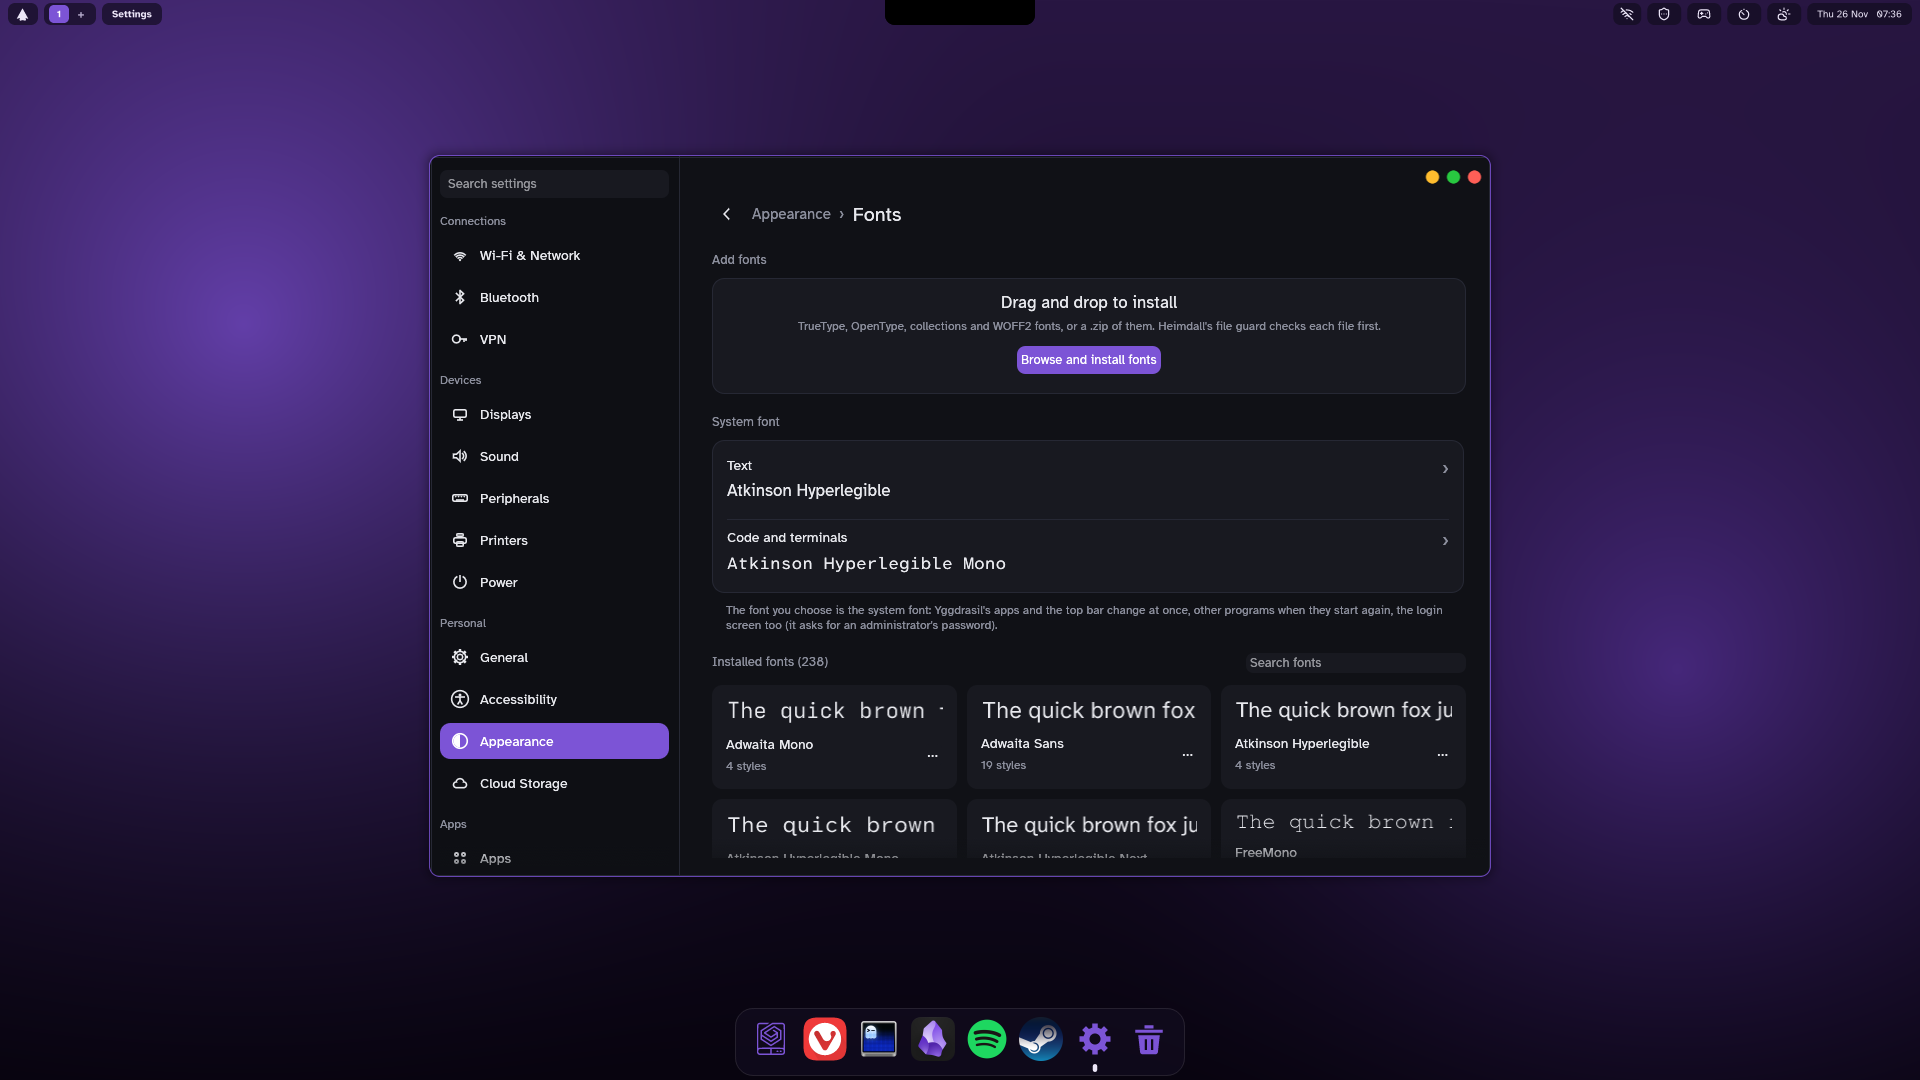 1
+
Settings
Thu 26 Nov 07:36
Search settings
Connections
Wi-Fi & Network
Bluetooth
VPN
Devices
Displays
Sound
Peripherals
Printers
Power
Personal
General
Accessibility
Appearance
Cloud Storage
Apps
Apps
Appearance › Fonts
Add fonts
Drag and drop to install
TrueType, OpenType, collections and WOFF2 fonts, or a .zip of them. Heimdall's file guard checks each file first.
Browse and install fonts
System font
Text
Atkinson Hyperlegible
Code and terminals
Atkinson Hyperlegible Mono
The font you choose is the system font: Yggdrasil's apps and the top bar change at once, other programs when they start again, the login
screen too (it asks for an administrator's password).
Installed fonts (238)
Search fonts
The quick brown
Adwaita Mono
4 styles
The quick brown fox
Adwaita Sans
19 styles
The quick brown fox ju
Atkinson Hyperlegible
4 styles
The quick brown
Atkinson Hyperlegible Mono
The quick brown fox ju
Atkinson Hyperlegible Next
The quick brown
FreeMono